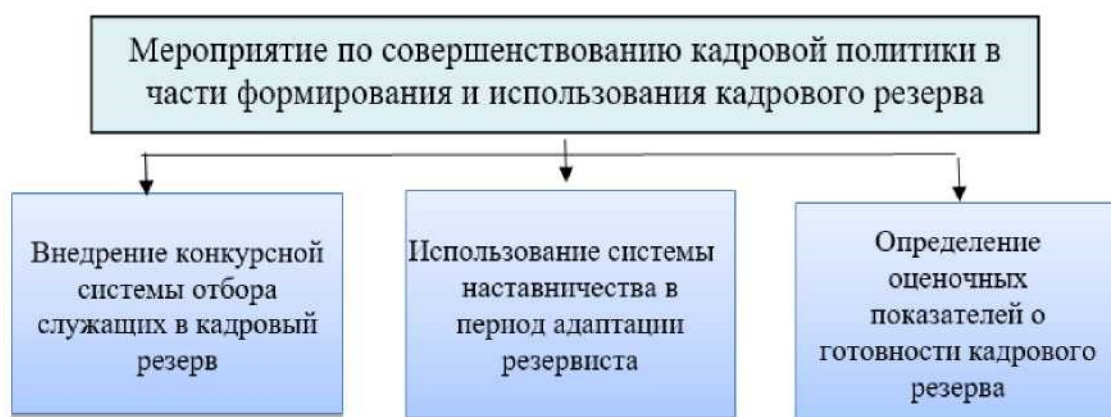 Мероприятие по совершенствованию кадровой политики в
части формирования и использования кадрового резерва
Внедрение конкурсной
системы отбора
служащих в кадровый
резерв
Использование системы
наставничества в
период адаптации
резервиста
Определение
оценочных
показателей о
готовности кадрового
резерва